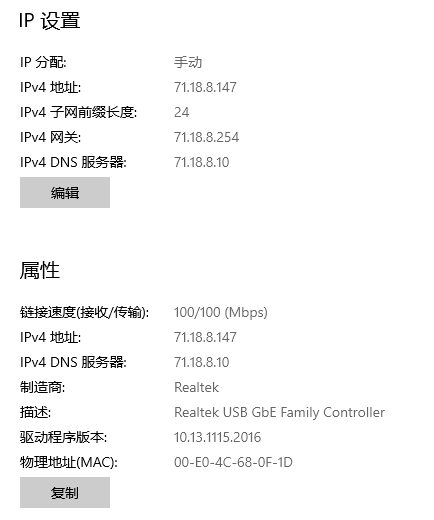 IP 设置
IP 分配: 手动
IPv4 地址: 71.18.8.147
IPv4 子网前缀长度: 24
IPv4 网关: 71.18.8.254
IPv4 DNS 服务器: 71.18.8.10
编辑
属性
链接速度(接收/传输): 100/100 (Mbps)
IPv4 地址: 71.18.8.147
IPv4 DNS 服务器: 71.18.8.10
制造商: Realtek
描述: Realtek USB GbE Family Controller
驱动程序版本: 10.13.1115.2016
物理地址(MAC): 00-E0-4C-68-0F-1D
复制